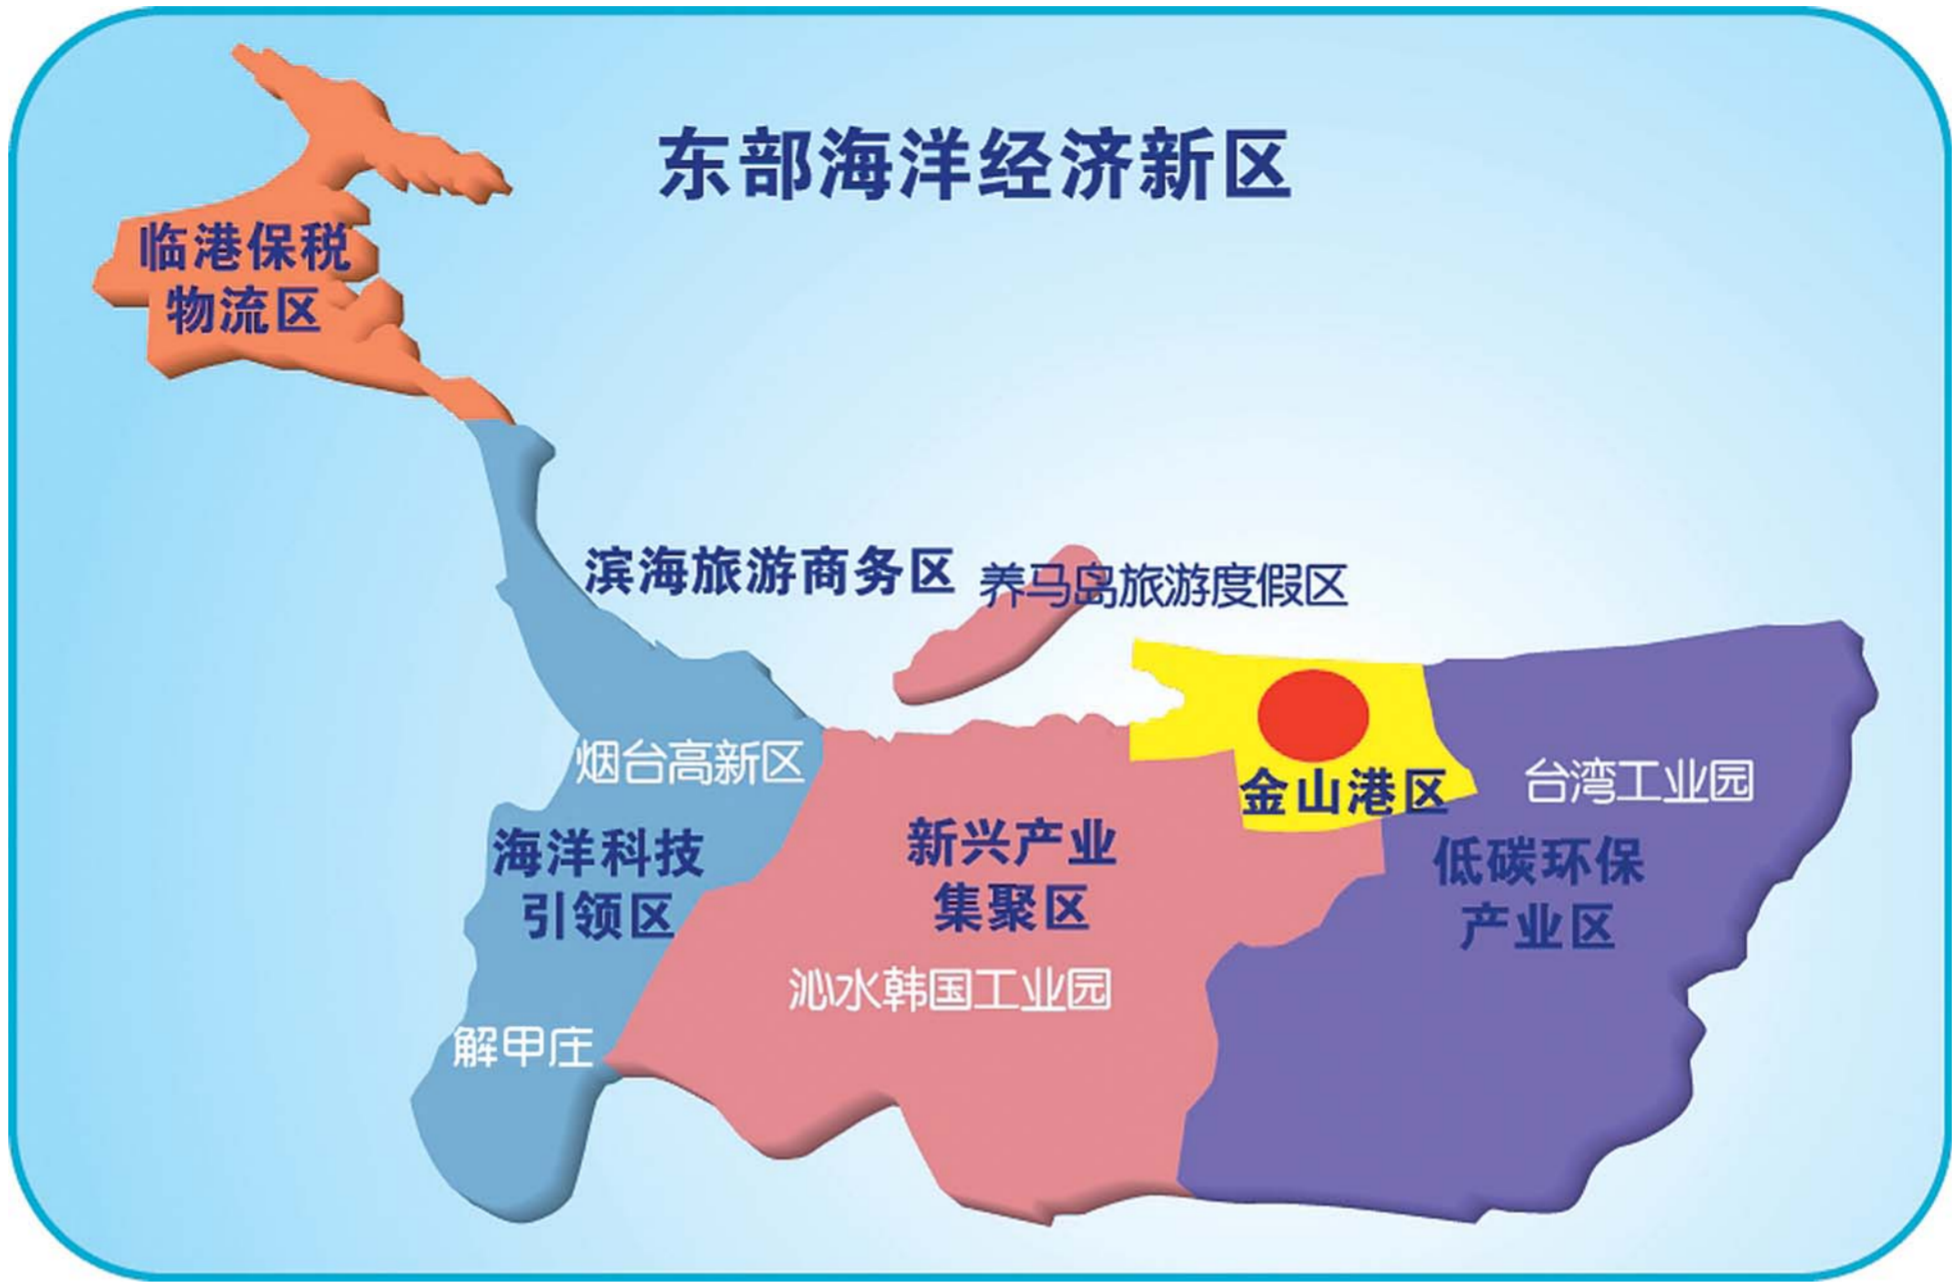 东部海洋经济新区
临港保税
物流区
滨海旅游商务区
养马岛旅游度假区
烟台高新区
海洋科技
引领区
解甲庄
新兴产业
集聚区
沁水韩国工业园
金山港区
台湾工业园
低碳环保
产业区